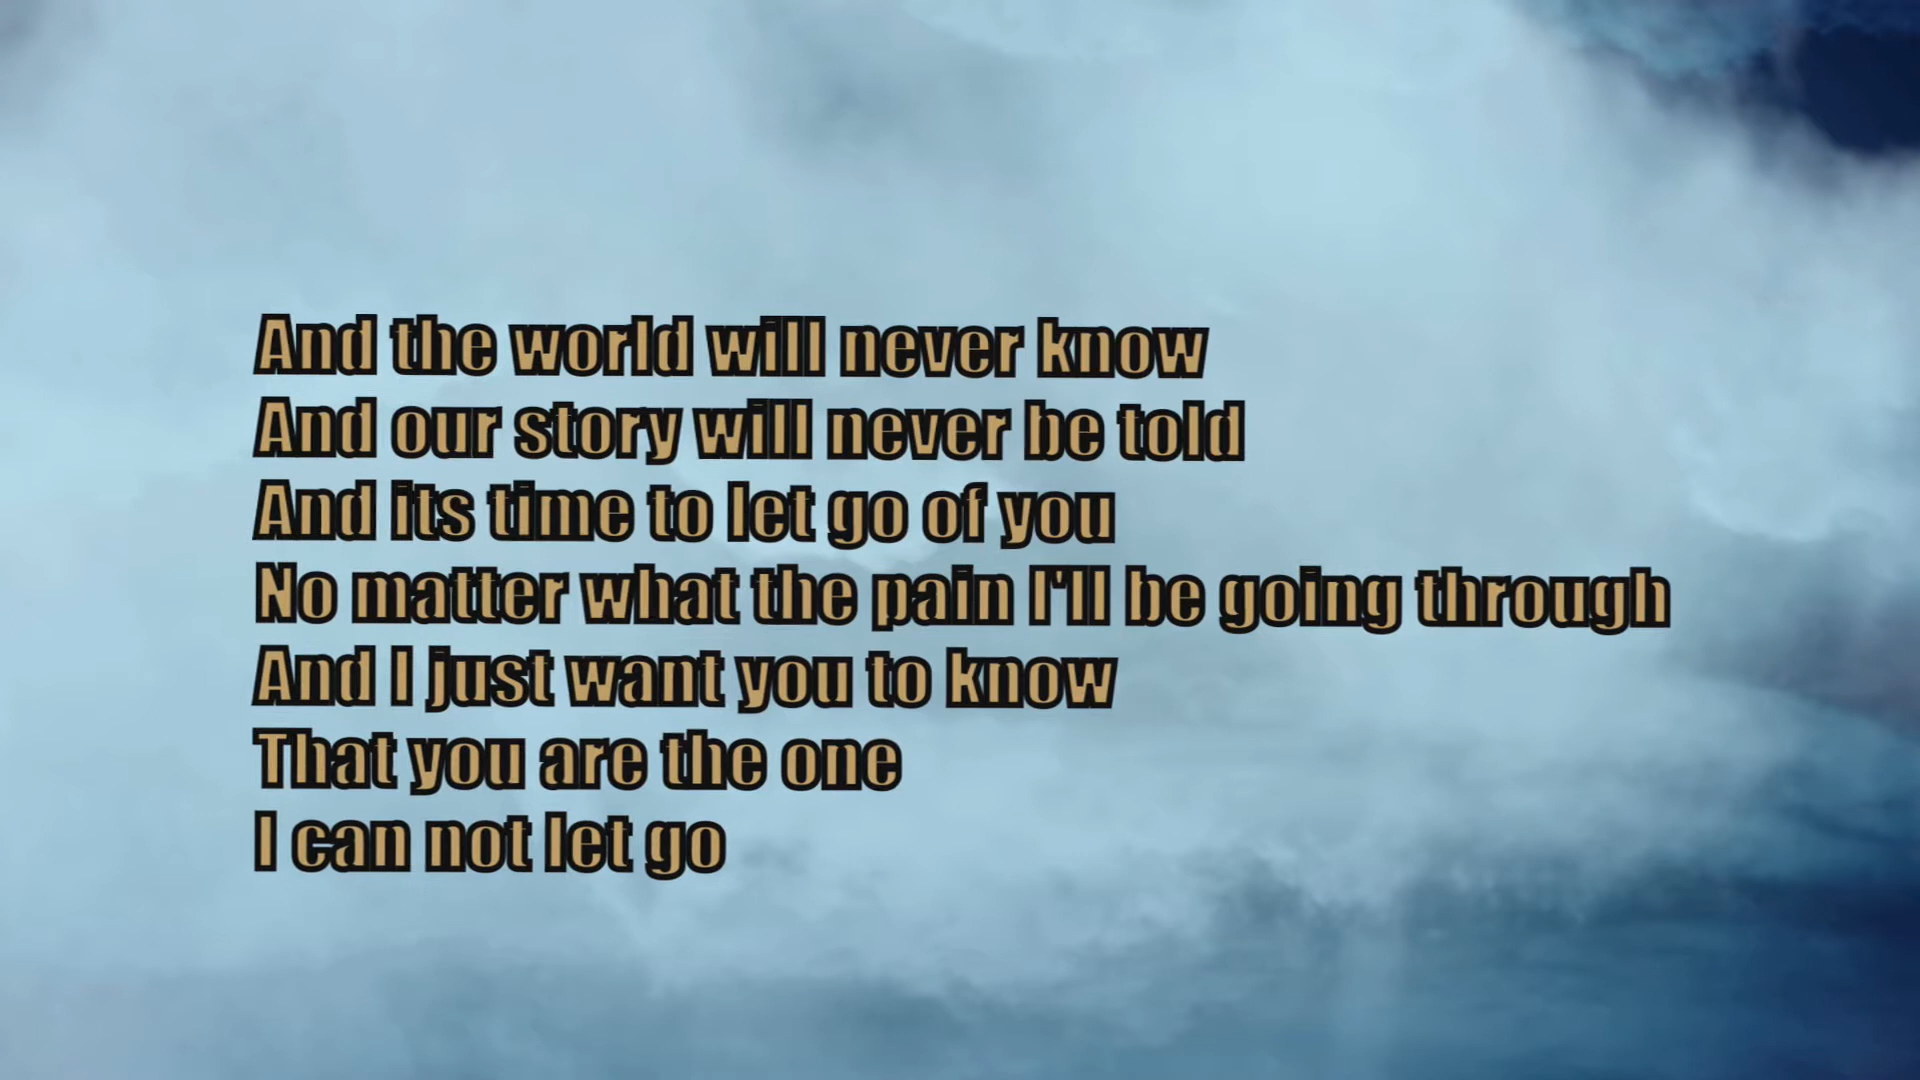 And the world will never know
And our story will never be told
And its time to let go of you
No matter what the pain I'll be going through
And I just want you to know
That you are the one
I can not let go